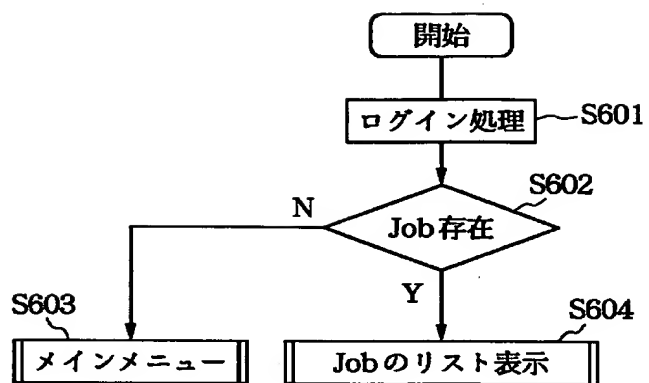 開始
ログイン処理
S601
S602
Job存在
N
Y
S603
S604
メインメニュー
Jobのリスト表示